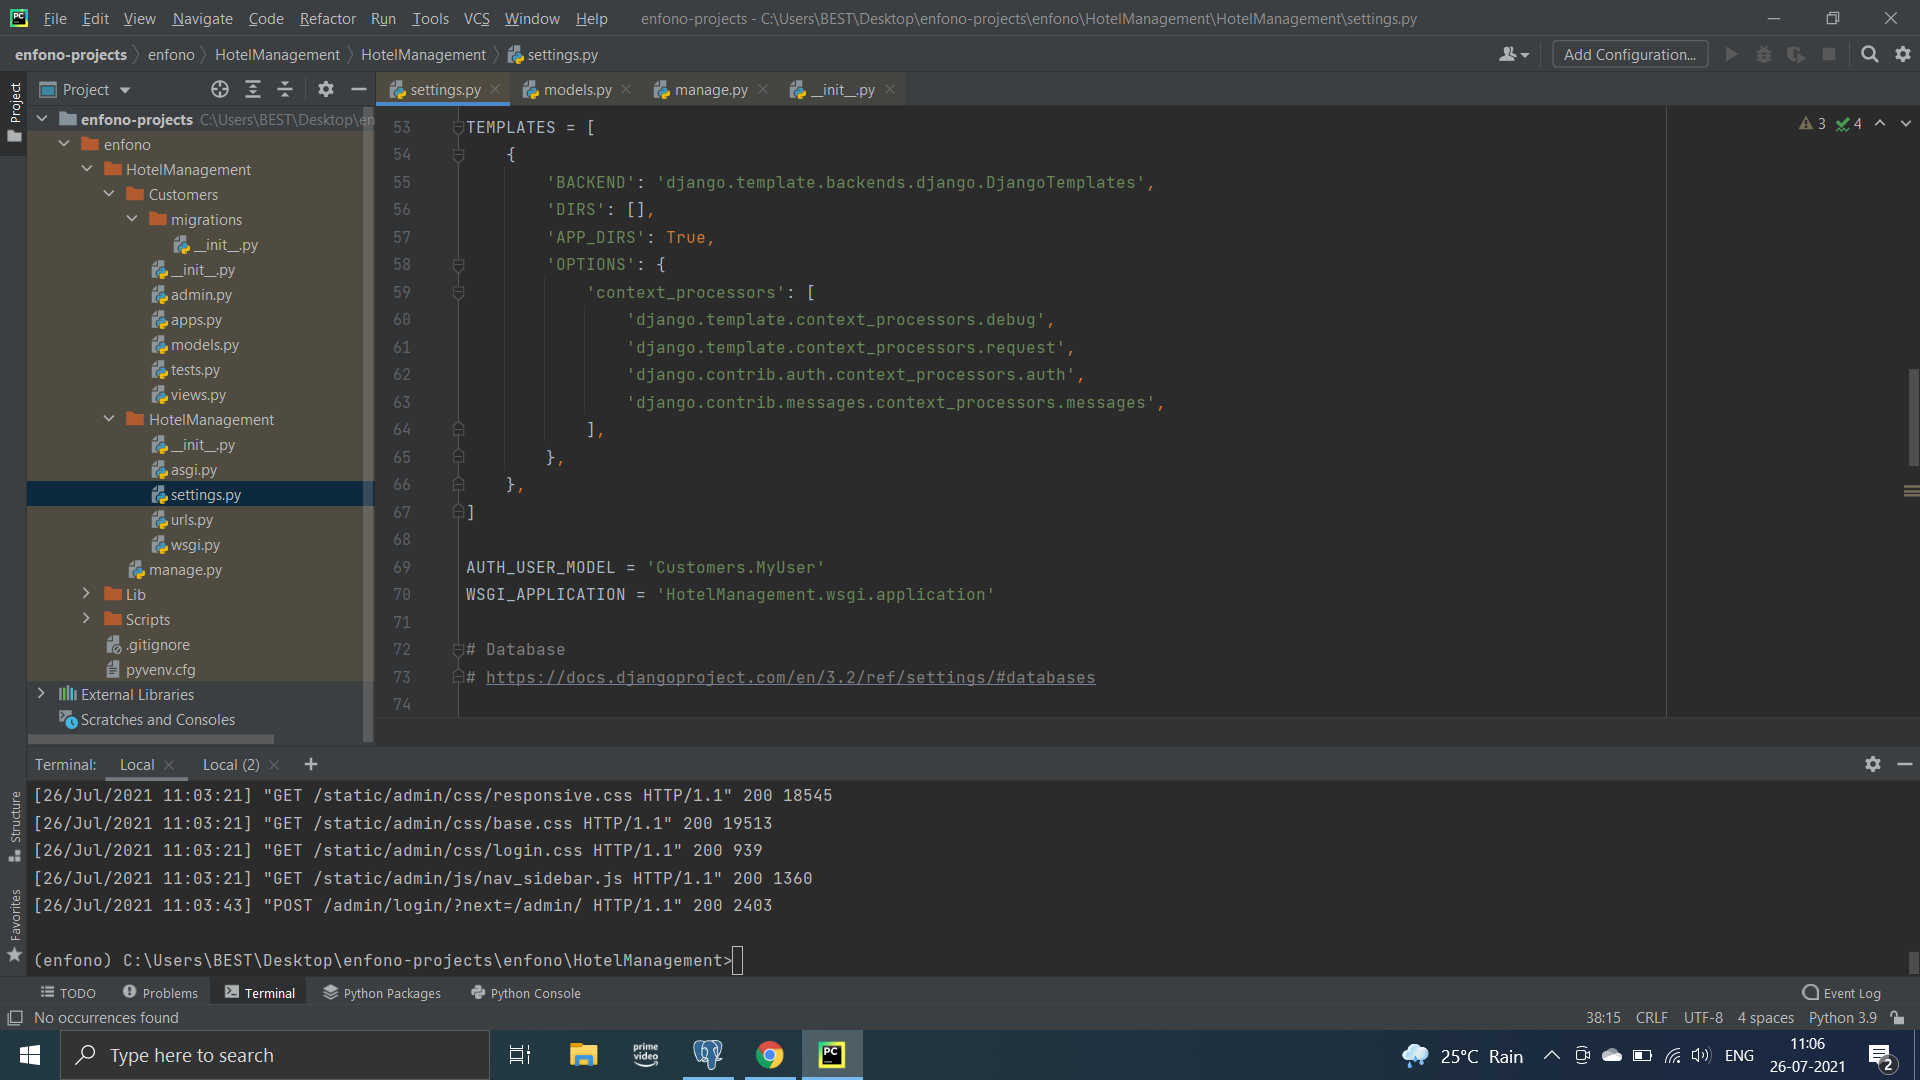 File Edit View Navigate Code Refactor Run Tools VCS Window Help enfono-projects - C:\Users\BEST\Desktop\enfono-projects\enfono\HotelManagement\HotelManagement\settings.py
enfono-projects enfono HotelManagement HotelManagement settings.py
Add Configuration...
Project
Project
settings.py
models.py
manage.py
__init__.py
enfono-projects C:\Users\BEST\Desktop\en
enfono
HotelManagement
Customers
migrations
__init__.py
__init__.py
admin.py
apps.py
models.py
tests.py
views.py
HotelManagement
__init__.py
asgi.py
settings.py
urls.py
wsgi.py
manage.py
Lib
Scripts
.gitignore
pyvenv.cfg
External Libraries
Scratches and Consoles
3 4
53 TEMPLATES = [
54 {
55 'BACKEND': 'django.template.backends.django.DjangoTemplates',
56 'DIRS': [],
57 'APP_DIRS': True,
58 'OPTIONS': {
59 'context_processors': [
60 'django.template.context_processors.debug',
61 'django.template.context_processors.request',
62 'django.contrib.auth.context_processors.auth',
63 'django.contrib.messages.context_processors.messages',
64 ],
65 },
66 },
67 ]
68
69 AUTH_USER_MODEL = 'Customers.MyUser'
70 WSGI_APPLICATION = 'HotelManagement.wsgi.application'
71
72 # Database
73 # https://docs.djangoproject.com/en/3.2/ref/settings/#databases
74
Terminal: Local Local (2)
Structure
Favorites
[26/Jul/2021 11:03:21] "GET /static/admin/css/responsive.css HTTP/1.1" 200 18545
[26/Jul/2021 11:03:21] "GET /static/admin/css/base.css HTTP/1.1" 200 19513
[26/Jul/2021 11:03:21] "GET /static/admin/css/login.css HTTP/1.1" 200 939
[26/Jul/2021 11:03:21] "GET /static/admin/js/nav_sidebar.js HTTP/1.1" 200 1360
[26/Jul/2021 11:03:43] "POST /admin/login/?next=/admin/ HTTP/1.1" 200 2403
(enfono) C:\Users\BEST\Desktop\enfono-projects\enfono\HotelManagement>
TODO Problems Terminal Python Packages Python Console Event Log
No occurrences found 38:15 CRLF UTF-8 4 spaces Python 3.9
Type here to search
prime
video
PC
25°C Rain
ENG
11:06
26-07-2021
2